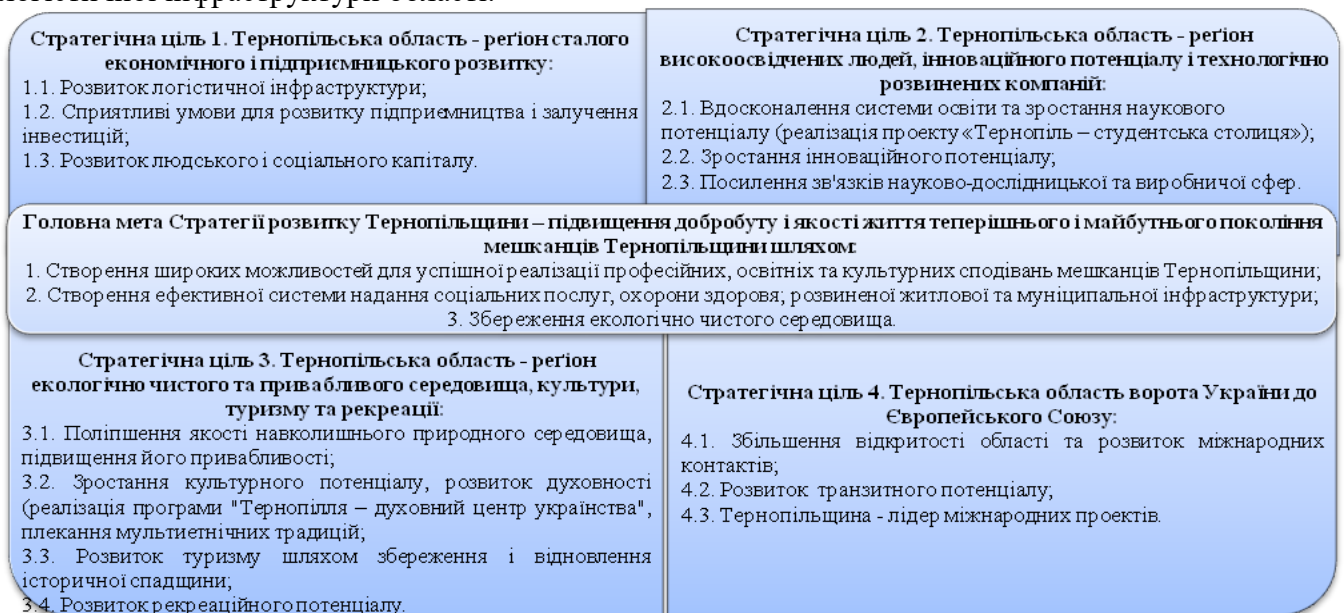 Стратегічна ціль 1. Тернопільська область - реґіон сталого
економічного і підприємницького розвитку:
1.1. Розвиток логістичної інфраструктури;
1.2. Сприятливі умови для розвитку підприємництва і залучення
інвестицій;
1.3. Розвиток людського і соціального капіталу.
Стратегічна ціль 2. Тернопільська область - реґіон
високоосвідчених людей, інноваційного потенціалу і технологічно
розвинених компаній:
2.1. Вдосконалення системи освіти та зростання наукового
потенціалу (реалізація проекту «Тернопіль – студентська столиця»);
2.2. Зростання інноваційного потенціалу;
2.3. Посилення зв'язків науково-дослідницької та виробничої сфер.
Головна мета Стратегії розвитку Тернопільщини – підвищення добробуту і якості життя теперішнього і майбутнього покоління
мешканців Тернопільщини шляхом:
1. Створення широких можливостей для успішної реалізації професійних, освітніх та культурних сподівань мешканців Тернопільщини;
2. Створення ефективної системи надання соціальних послуг, охорони здоровя; розвиненої житлової та муніципальної інфраструктури;
3. Збереження екологічно чистого середовища.
Стратегічна ціль 3. Тернопільська область - реґіон
екологічно чистого та привабливого середовища, культури,
туризму та рекреації:
3.1. Поліпшення якості навколишнього природного середовища,
підвищення його привабливості;
3.2. Зростання культурного потенціалу, розвиток духовності
(реалізація програми "Тернопілля – духовний центр українства",
плекання мультиетнічних традицій;
3.3. Розвиток туризму шляхом збереження і відновлення
історичної спадщини;
3.4. Розвиток рекреаційного потенціалу.
Стратегічна ціль 4. Тернопільська область ворота України до
Європейського Союзу:
4.1. Збільшення відкритості області та розвиток міжнародних
контактів;
4.2. Розвиток транзитного потенціалу;
4.3. Тернопільщина - лідер міжнародних проектів.